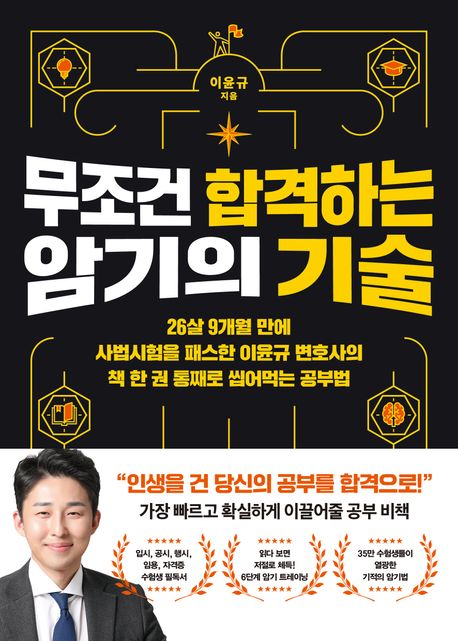 이윤규
지음
무조건 합격하는
암기의 기술
26살 9개월 만에
사법시험을 패스한 이윤규 변호사의
책 한 권 통째로 씹어먹는 공부법
“인생을 건 당신의 공부를 합격으로!”
가장 빠르고 확실하게 이끌어줄 공부 비책
입시, 공시, 행시,
임용, 자격증
수험생 필독서
읽다 보면
저절로 체득!
6단계 암기 트레이닝
35만 수험생들이
열광한
기적의 암기법